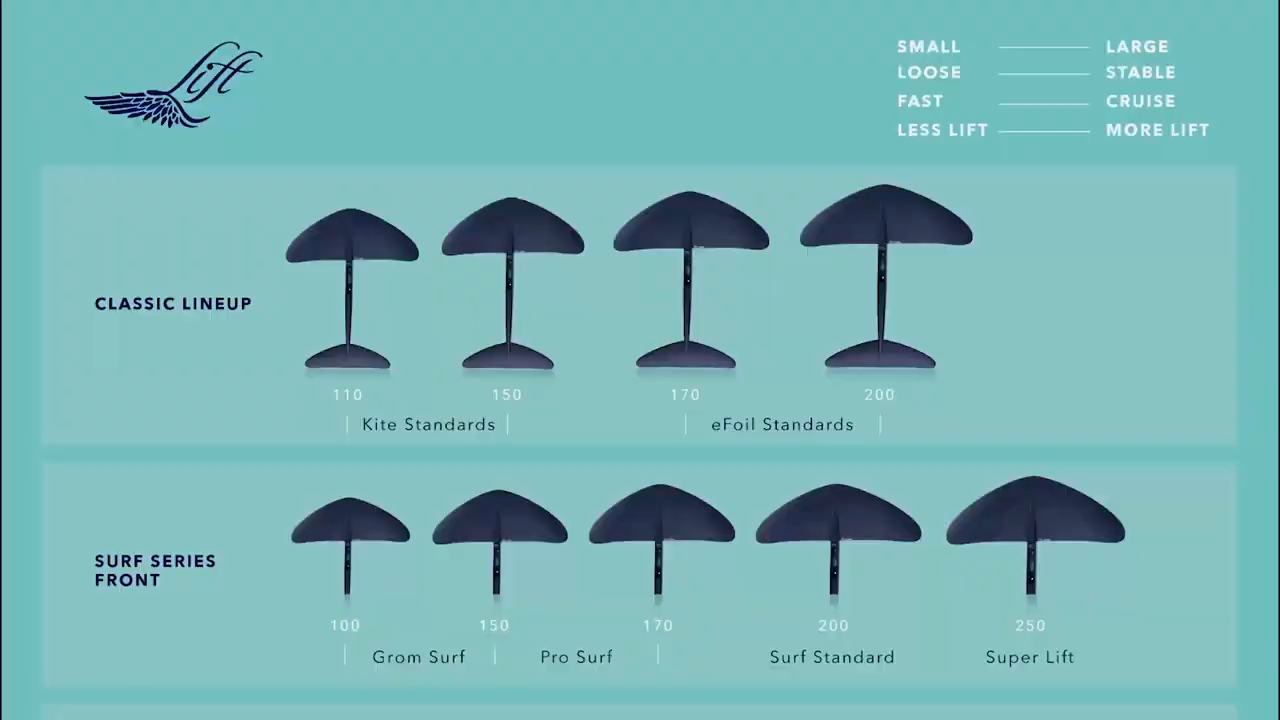 Lift
SMALL LARGE
LOOSE STABLE
FAST CRUISE
LESS LIFT MORE LIFT
CLASSIC LINEUP
110 150 170 200
Kite Standards eFoil Standards
SURF SERIES
FRONT
100 150 170 200 250
Grom Surf Pro Surf Surf Standard Super Lift